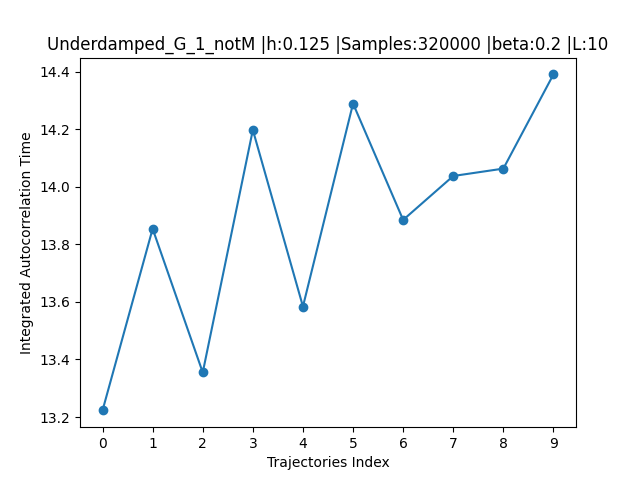 Underdamped_G_1_notM |h:0.125 |Samples:320000 |beta:0.2 |L:10
14.4
14.2
14.0
13.8
13.6
13.4
13.2
Integrated Autocorrelation Time
0 1 2 3 4 5 6 7 8 9
Trajectories Index